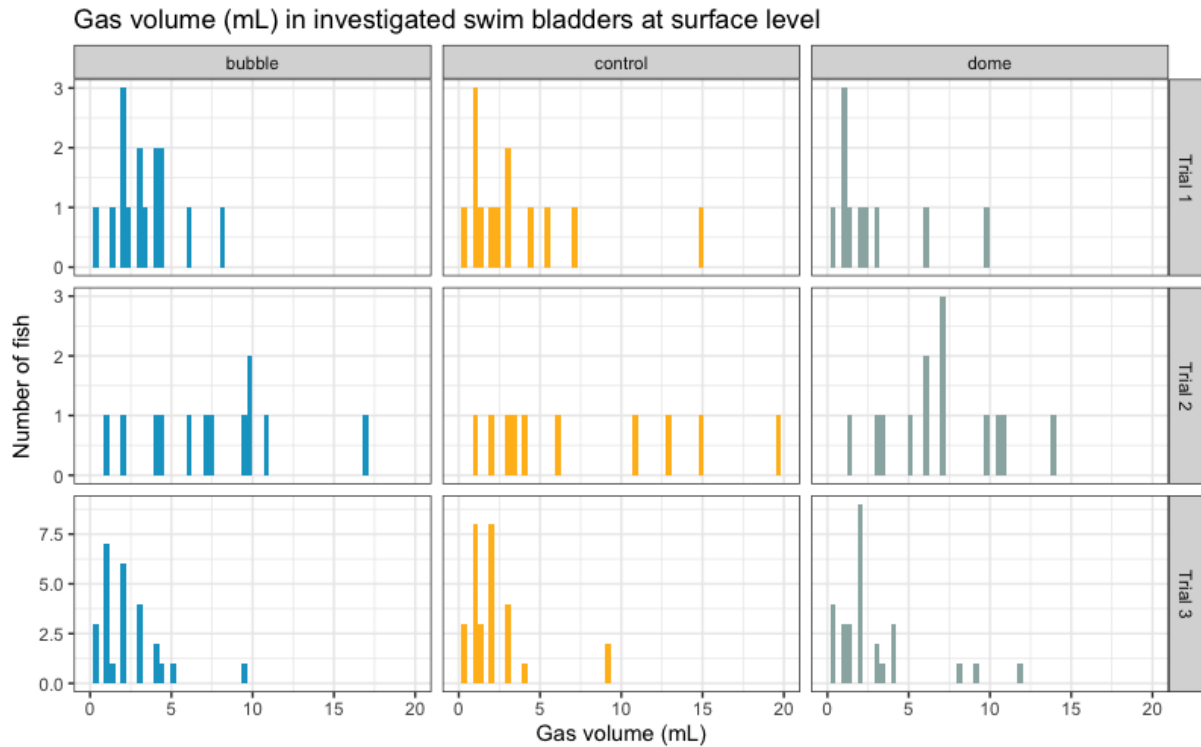 Gas volume (mL) in investigated swim bladders at surface level
bubble control dome
3
2
1
0
Trial 1
3
2
1
0
Trial 2
7.5
5.0
2.5
0.0
Trial 3
Number of fish
0 5 10 15 20 0 5 10 15 20 0 5 10 15 20
Gas volume (mL)